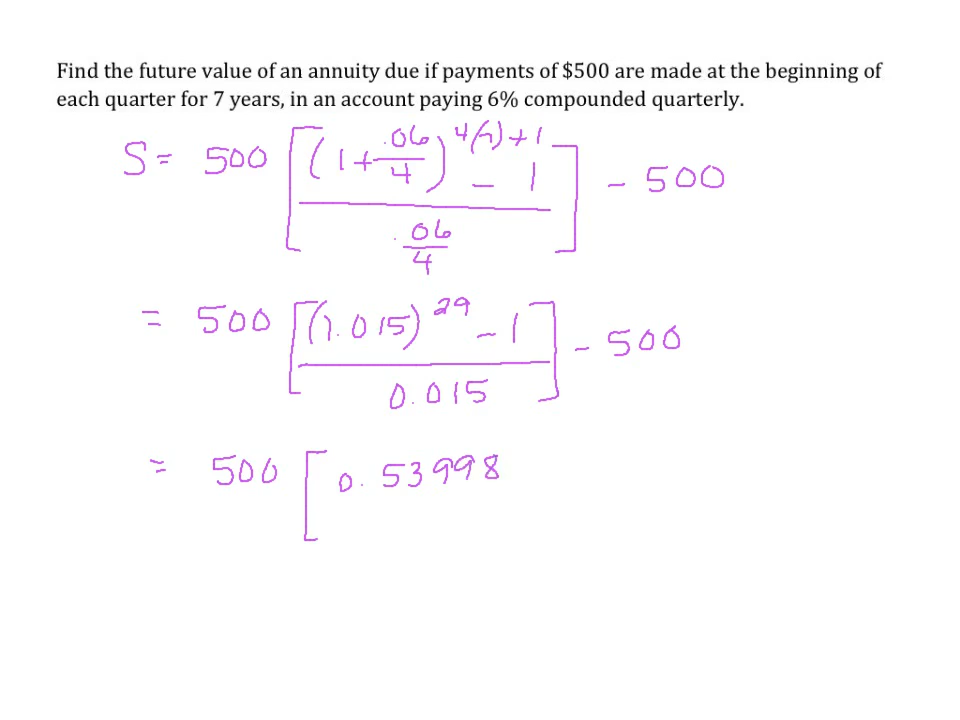 Find the future value of an annuity due if payments of $500 are made at the beginning of
each quarter for 7 years, in an account paying 6% compounded quarterly.
S = 500 [((1 + .06/4)^(4(7)+1) - 1) / (.06/4)] - 500
= 500 [((1.015)^29 - 1) / 0.015] - 500
= 500 [0.53998